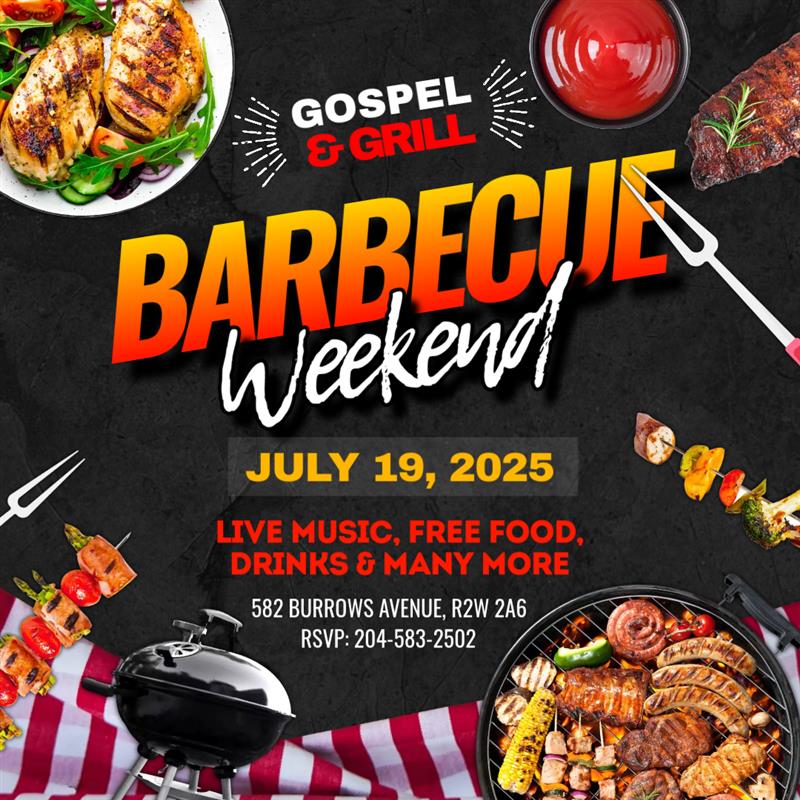 GOSPEL
& GRILL
BARBECUE
Weekend
JULY 19, 2025
LIVE MUSIC, FREE FOOD,
DRINKS & MANY MORE
582 BURROWS AVENUE, R2W 2A6
RSVP: 204-583-2502